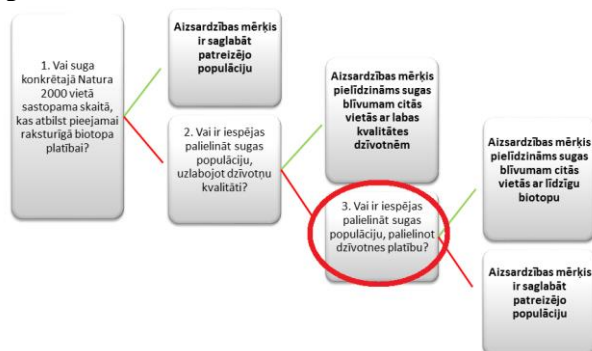 1. Vai suga
konkrētajā Natura
2000 vietā
sastopama skaitā,
kas atbilst pieejamai
raksturīgā biotopa
platībai?
Aizsardzības mērķis
ir saglabāt
patreizējo
populāciju
2. Vai ir iespējas
palielināt sugas
populāciju,
uzlabojot dzīvotņu
kvalitāti?
Aizsardzības mērķis
pielīdzināms sugas
blīvumam citās
vietās ar labas
kvalitātes
dzīvotnēm
3. Vai ir iespējas
palielināt sugas
populāciju, palielinot
dzīvotnes platību?
Aizsardzības mērķis
pielīdzināms sugas
blīvumam citās
vietās ar līdzīgu
biotopu
Aizsardzības mērķis
ir saglabāt
patreizējo
populāciju